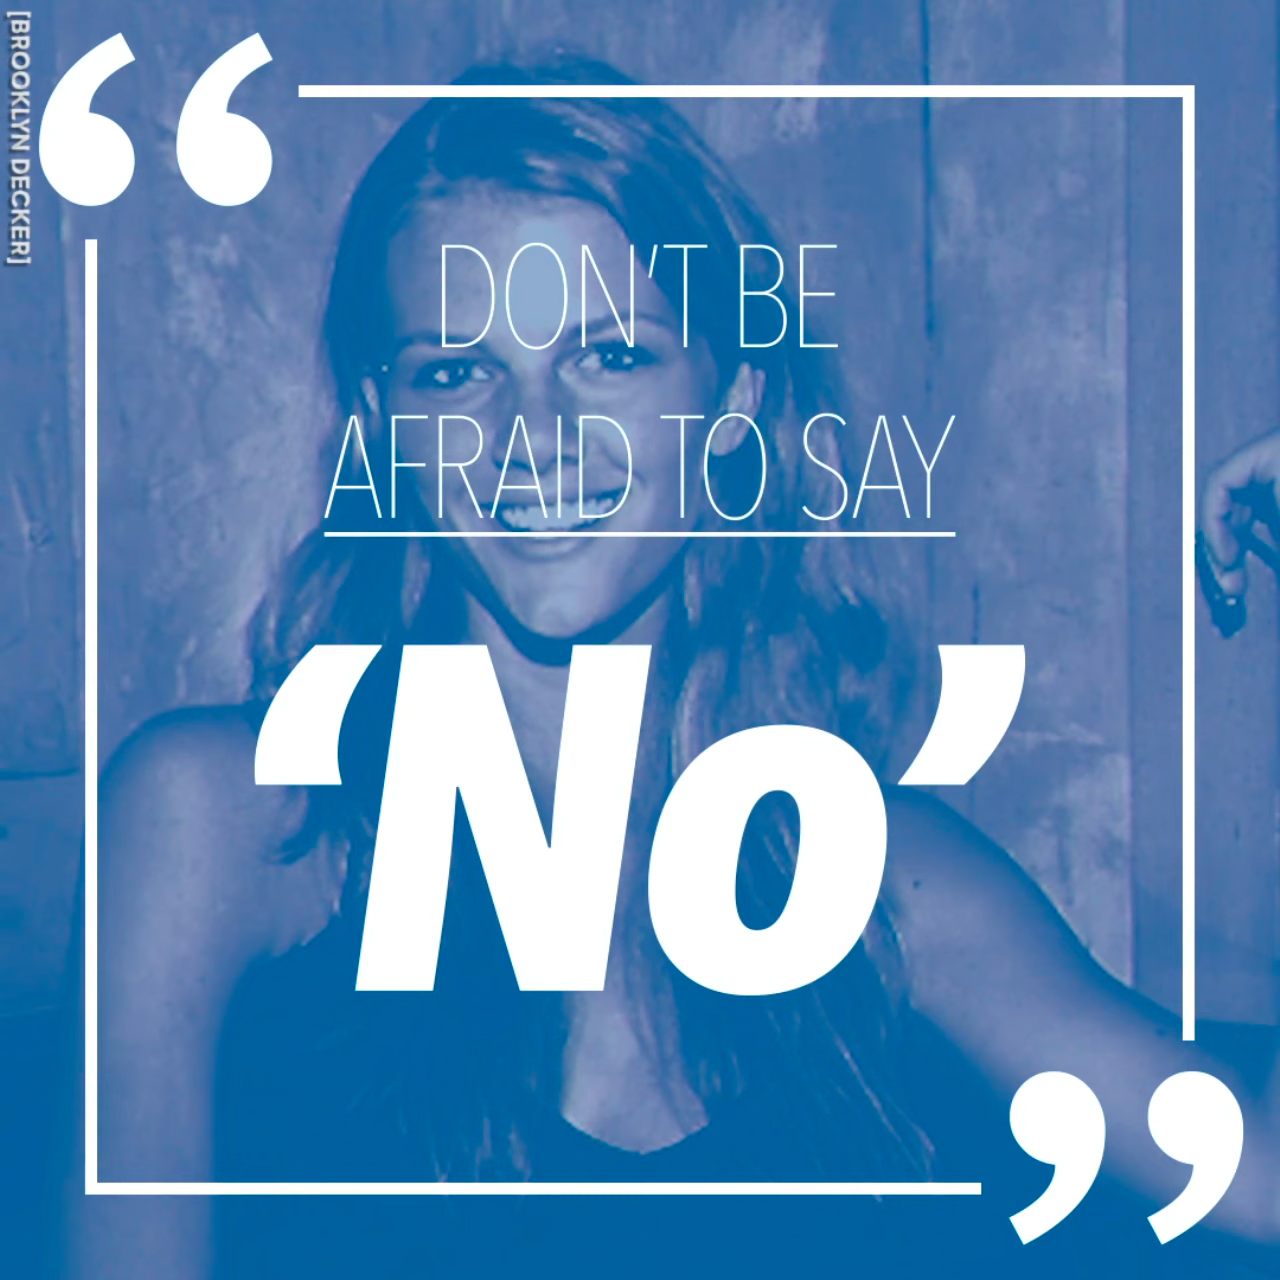 [BROOKLYN DECKER]
“
DON’T BE
AFRAID TO SAY
‘No’
”